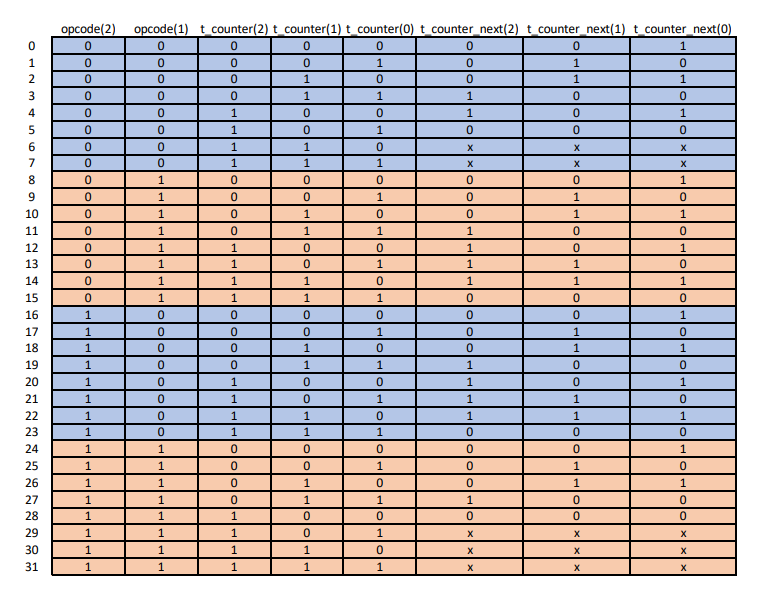 opcode(2) opcode(1) t_counter(2) t_counter(1) t_counter(0) t_counter_next(2) t_counter_next(1) t_counter_next(0)
0 0 0 0 0 0 0 0 1
1 0 0 0 0 1 0 1 0
2 0 0 0 1 0 0 1 1
3 0 0 0 1 1 1 0 0
4 0 0 1 0 0 1 0 1
5 0 0 1 0 1 0 0 0
6 0 0 1 1 0 x x x
7 0 0 1 1 1 x x x
8 0 1 0 0 0 0 0 1
9 0 1 0 0 1 0 1 0
10 0 1 0 1 0 0 1 1
11 0 1 0 1 1 1 0 0
12 0 1 1 0 0 1 0 1
13 0 1 1 0 1 1 1 0
14 0 1 1 1 0 1 1 1
15 0 1 1 1 1 0 0 0
16 1 0 0 0 0 0 0 1
17 1 0 0 0 1 0 1 0
18 1 0 0 1 0 0 1 1
19 1 0 0 1 1 1 0 0
20 1 0 1 0 0 1 0 1
21 1 0 1 0 1 1 1 0
22 1 0 1 1 0 1 1 1
23 1 0 1 1 1 0 0 0
24 1 1 0 0 0 0 0 1
25 1 1 0 0 1 0 1 0
26 1 1 0 1 0 0 1 1
27 1 1 0 1 1 1 0 0
28 1 1 1 0 0 0 0 0
29 1 1 1 0 1 x x x
30 1 1 1 1 0 x x x
31 1 1 1 1 1 x x x